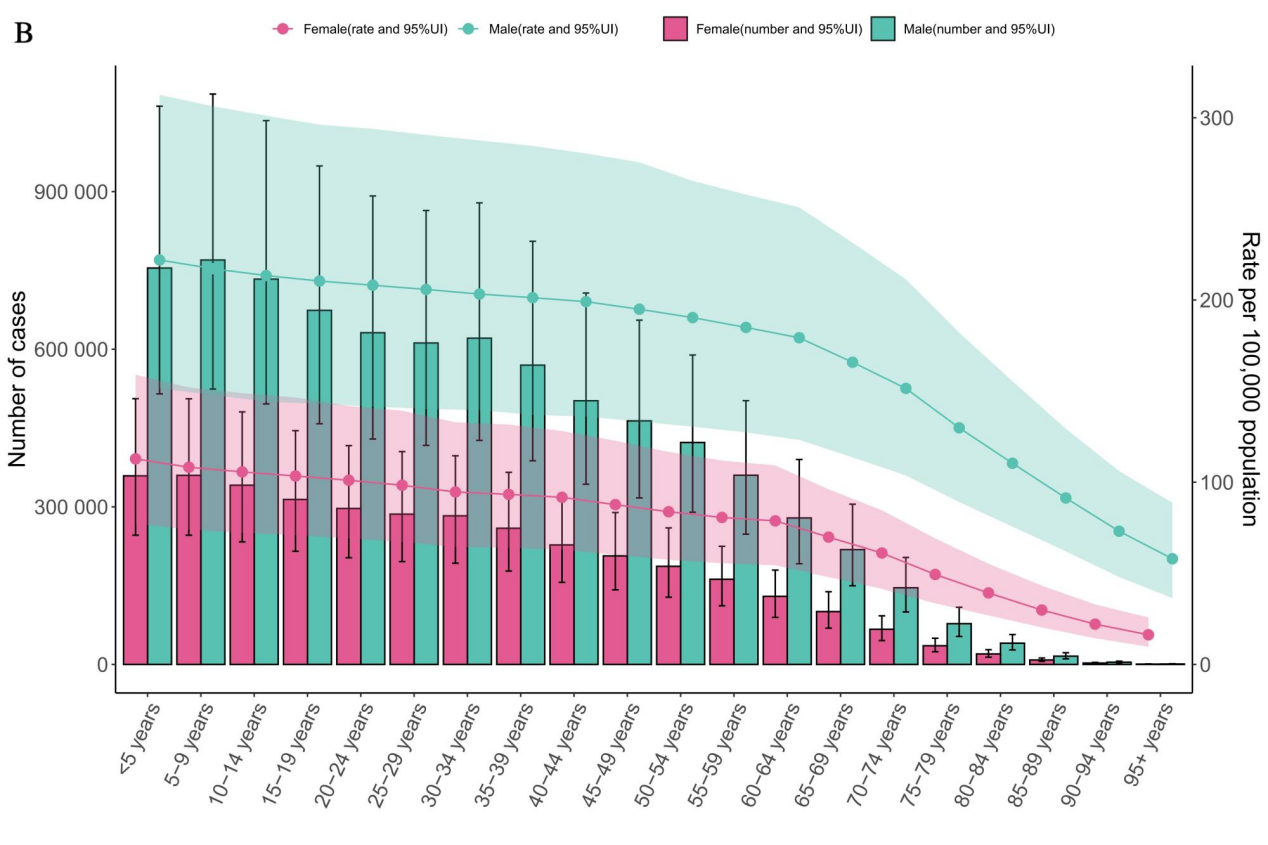 B
Female(rate and 95%UI) Male(rate and 95%UI) Female(number and 95%UI) Male(number and 95%UI)
Number of cases
900 000
600 000
300 000
0
300
200
100
0
Rate per 100,000 population
<5 years
5−9 years
10−14 years
15−19 years
20−24 years
25−29 years
30−34 years
35−39 years
40−44 years
45−49 years
50−54 years
55−59 years
60−64 years
65−69 years
70−74 years
75−79 years
80−84 years
85−89 years
90−94 years
95+ years